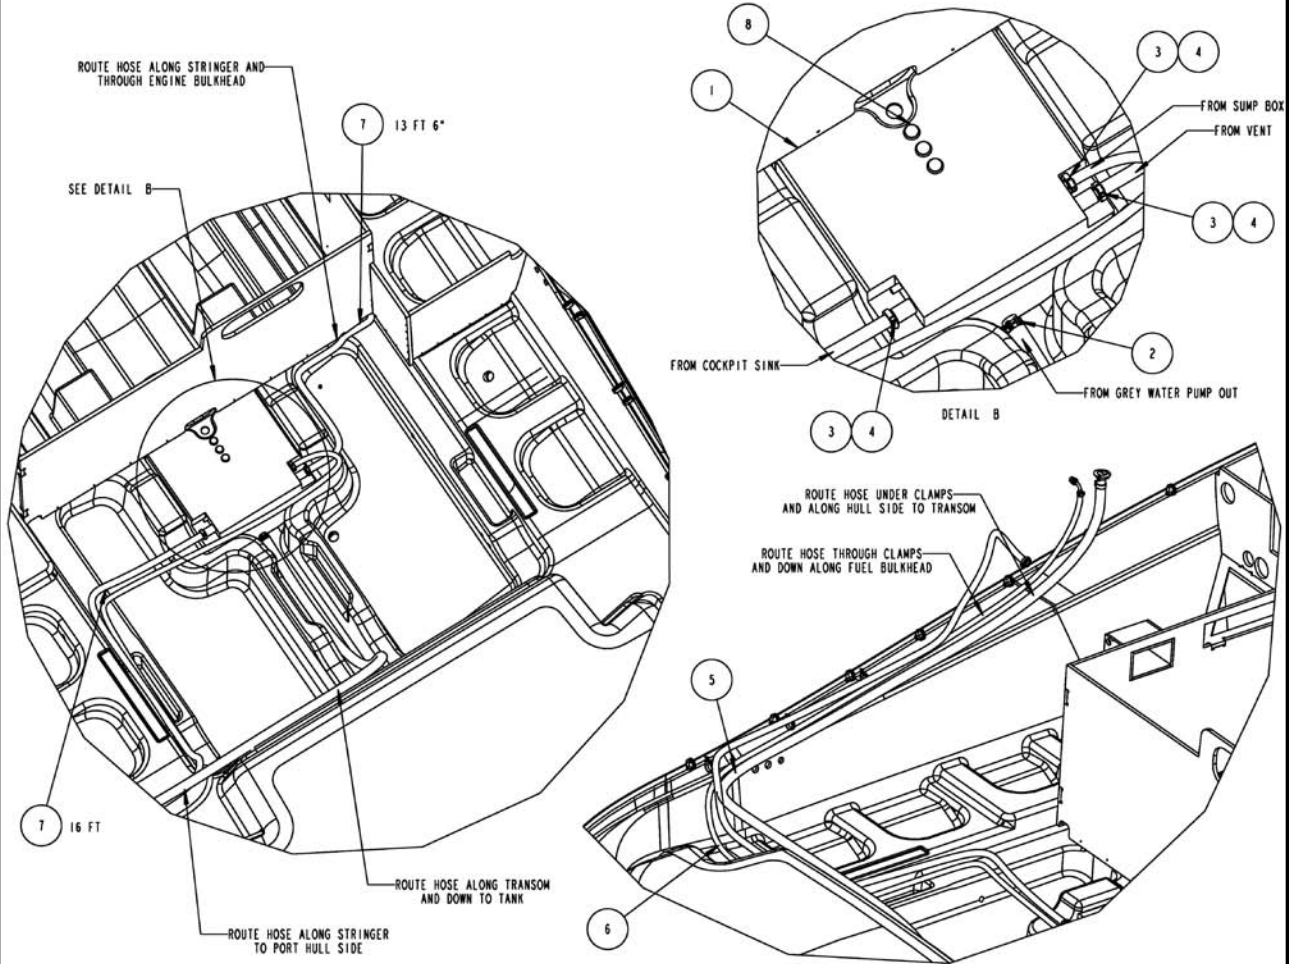 ROUTE HOSE ALONG STRINGER AND
THROUGH ENGINE BULKHEAD
7 13 FT 6"
SEE DETAIL B
7 16 FT
ROUTE HOSE ALONG TRANSOM
AND DOWN TO TANK
ROUTE HOSE ALONG STRINGER
TO PORT HULL SIDE
8
3 4
1
FROM SUMP BOX
FROM VENT
3 4
2
FROM COCKPIT SINK
FROM GREY WATER PUMP OUT
3 4
DETAIL B
ROUTE HOSE UNDER CLAMPS
AND ALONG HULL SIDE TO TRANSOM
ROUTE HOSE THROUGH CLAMPS
AND DOWN ALONG FUEL BULKHEAD
5
6